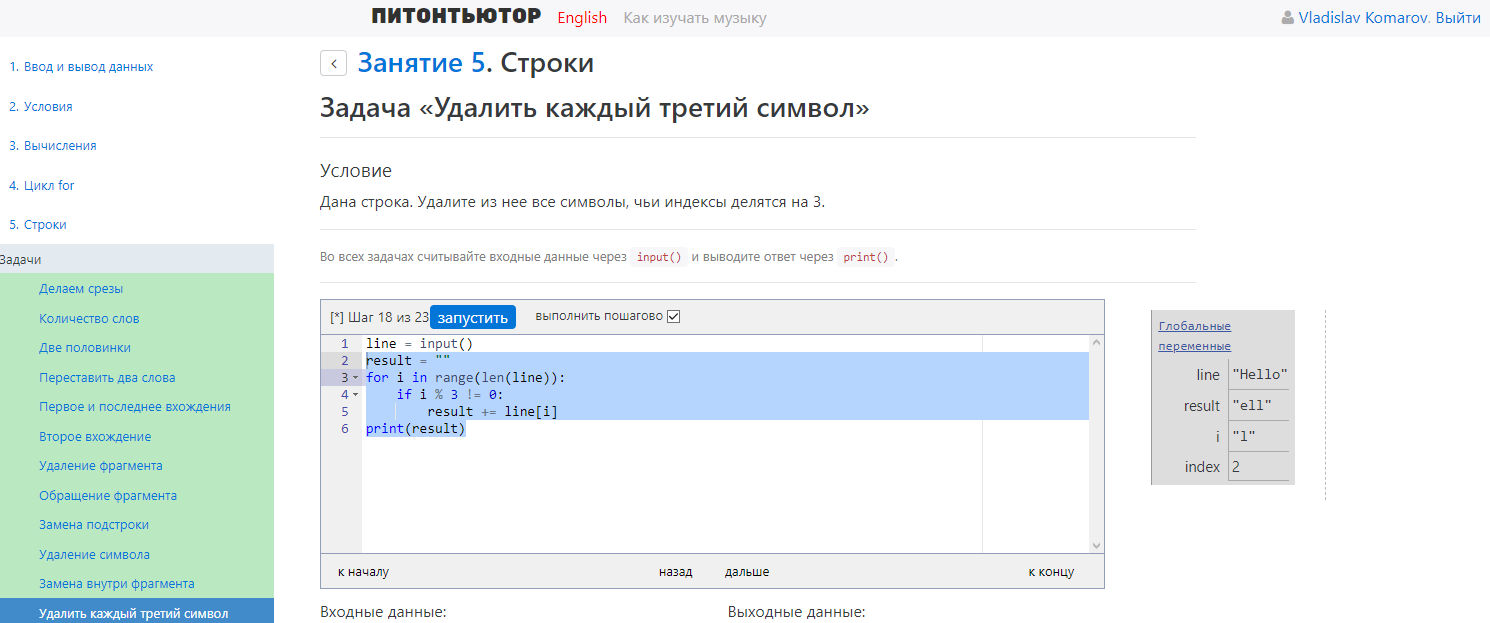 ПИТОНТЬЮТОР English Как изучать музыку Vladislav Komarov. Выйти
1. Ввод и вывод данных
2. Условия
3. Вычисления
4. Цикл for
5. Строки
Задачи
Делаем срезы
Количество слов
Две половинки
Переставить два слова
Первое и последнее вхождения
Второе вхождение
Удаление фрагмента
Обращение фрагмента
Замена подстроки
Удаление символа
Замена внутри фрагмента
Удалить каждый третий символ
Занятие 5. Строки
Задача «Удалить каждый третий символ»
Условие
Дана строка. Удалите из нее все символы, чьи индексы делятся на 3.
Во всех задачах считывайте входные данные через input() и выводите ответ через print() .
[*] Шаг 18 из 23 запустить выполнить пошагово
1 line = input()
2 result = ""
3 for i in range(len(line)):
4     if i % 3 != 0:
5         result += line[i]
6 print(result)
к началу назад дальше к концу
Глобальные
переменные
line "Hello"
result "ell"
i "l"
index 2
Входные данные: Выходные данные: